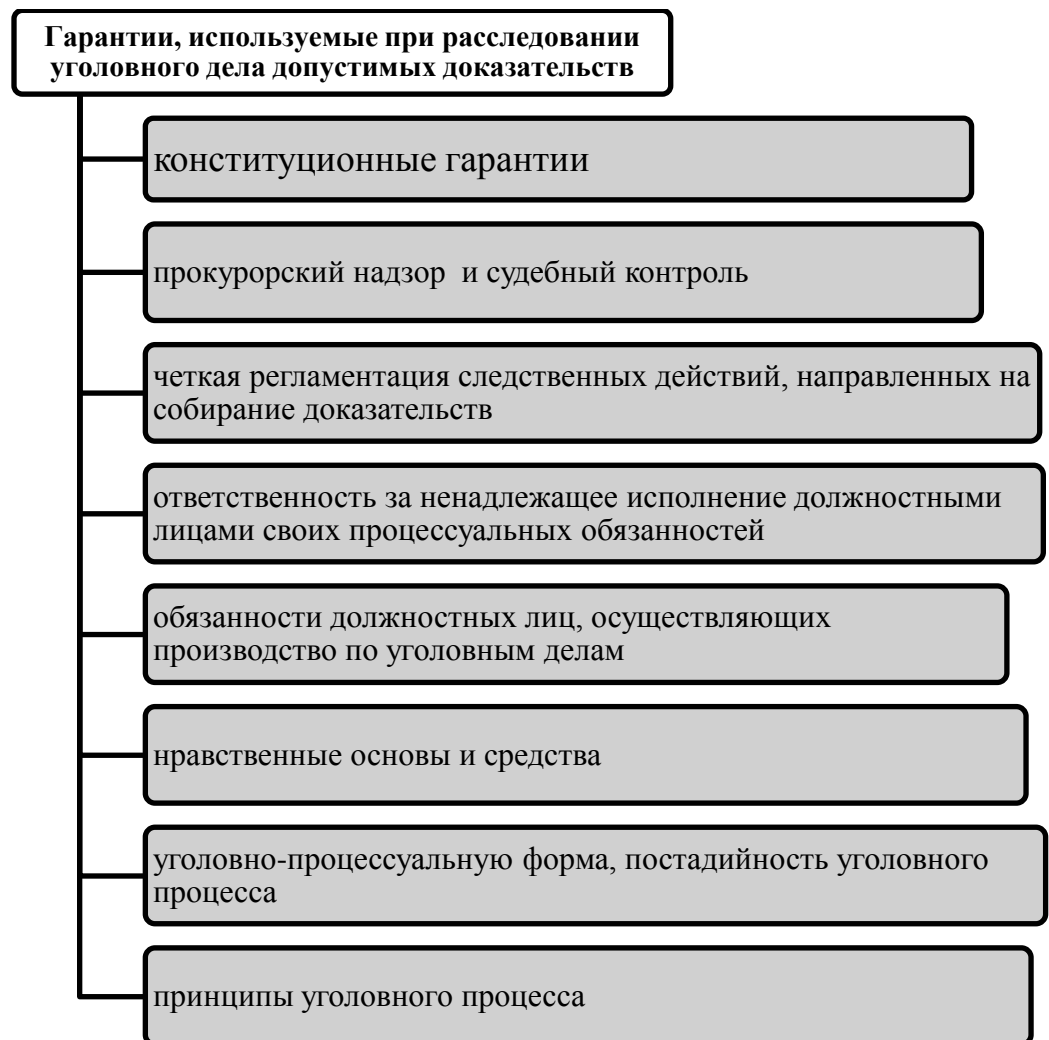 Гарантии, используемые при расследовании
уголовного дела допустимых доказательств
конституционные гарантии
прокурорский надзор и судебный контроль
четкая регламентация следственных действий, направленных на
собирание доказательств
ответственность за ненадлежащее исполнение должностными
лицами своих процессуальных обязанностей
обязанности должностных лиц, осуществляющих
производство по уголовным делам
нравственные основы и средства
уголовно-процессуальную форма, постадийность уголовного
процесса
принципы уголовного процесса